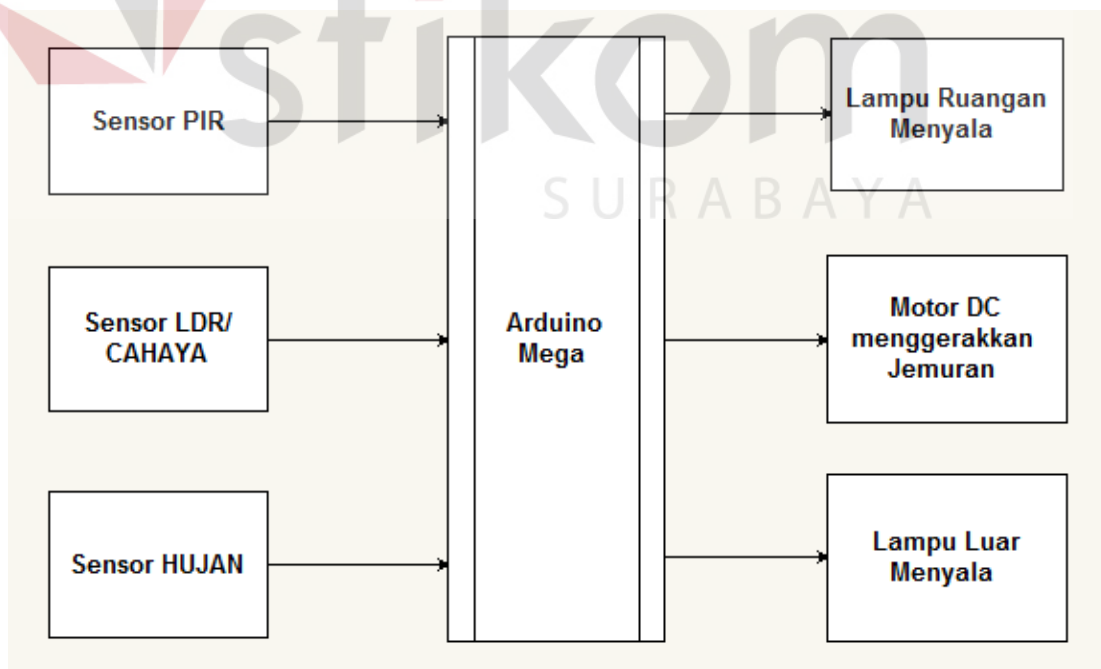 stikom
SURABAYA
Sensor PIR
Lampu Ruangan
Menyala
Sensor LDR/
CAHAYA
Arduino
Mega
Motor DC
menggerakkan
Jemuran
Sensor HUJAN
Lampu Luar
Menyala